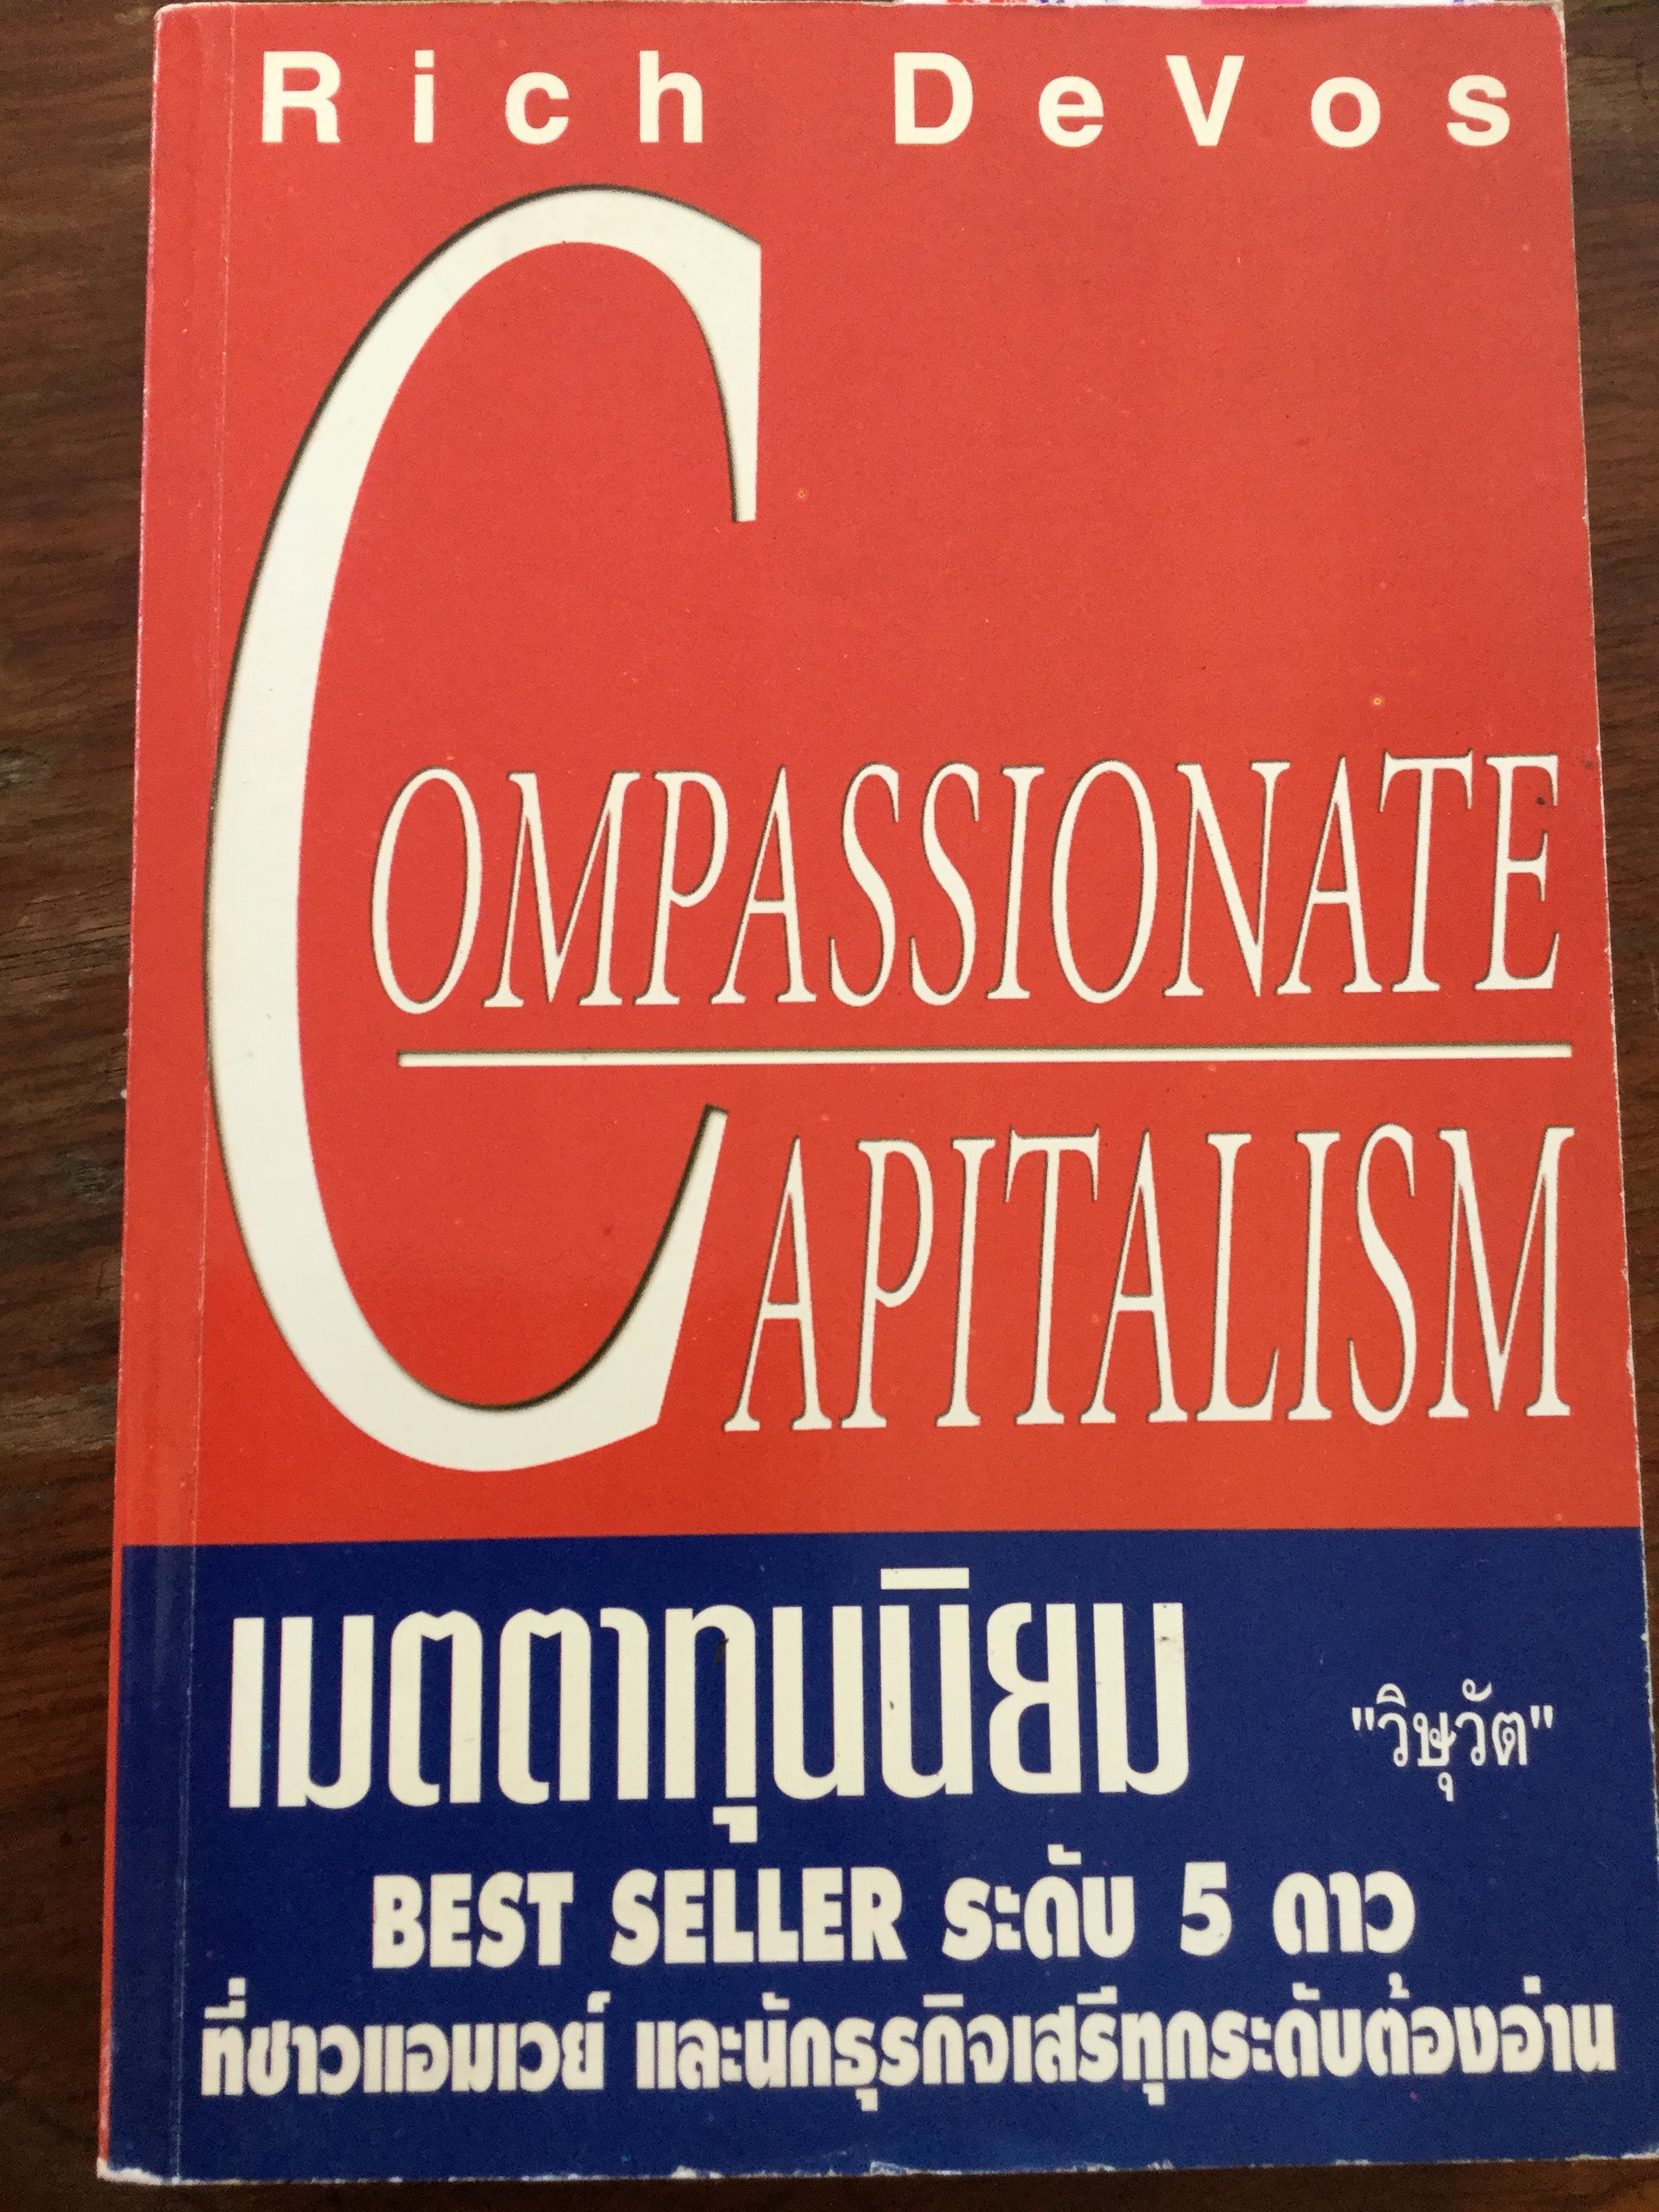 Rich DeVos
COMPASSIONATE
CAPITALISM
เมตตาทุนนิยม
"วิษุวัต"
BEST SELLER ระดับ 5 ดาว
ที่ชาวแอมเวย์ และนักธุรกิจเสรีทุกระดับต้องอ่าน